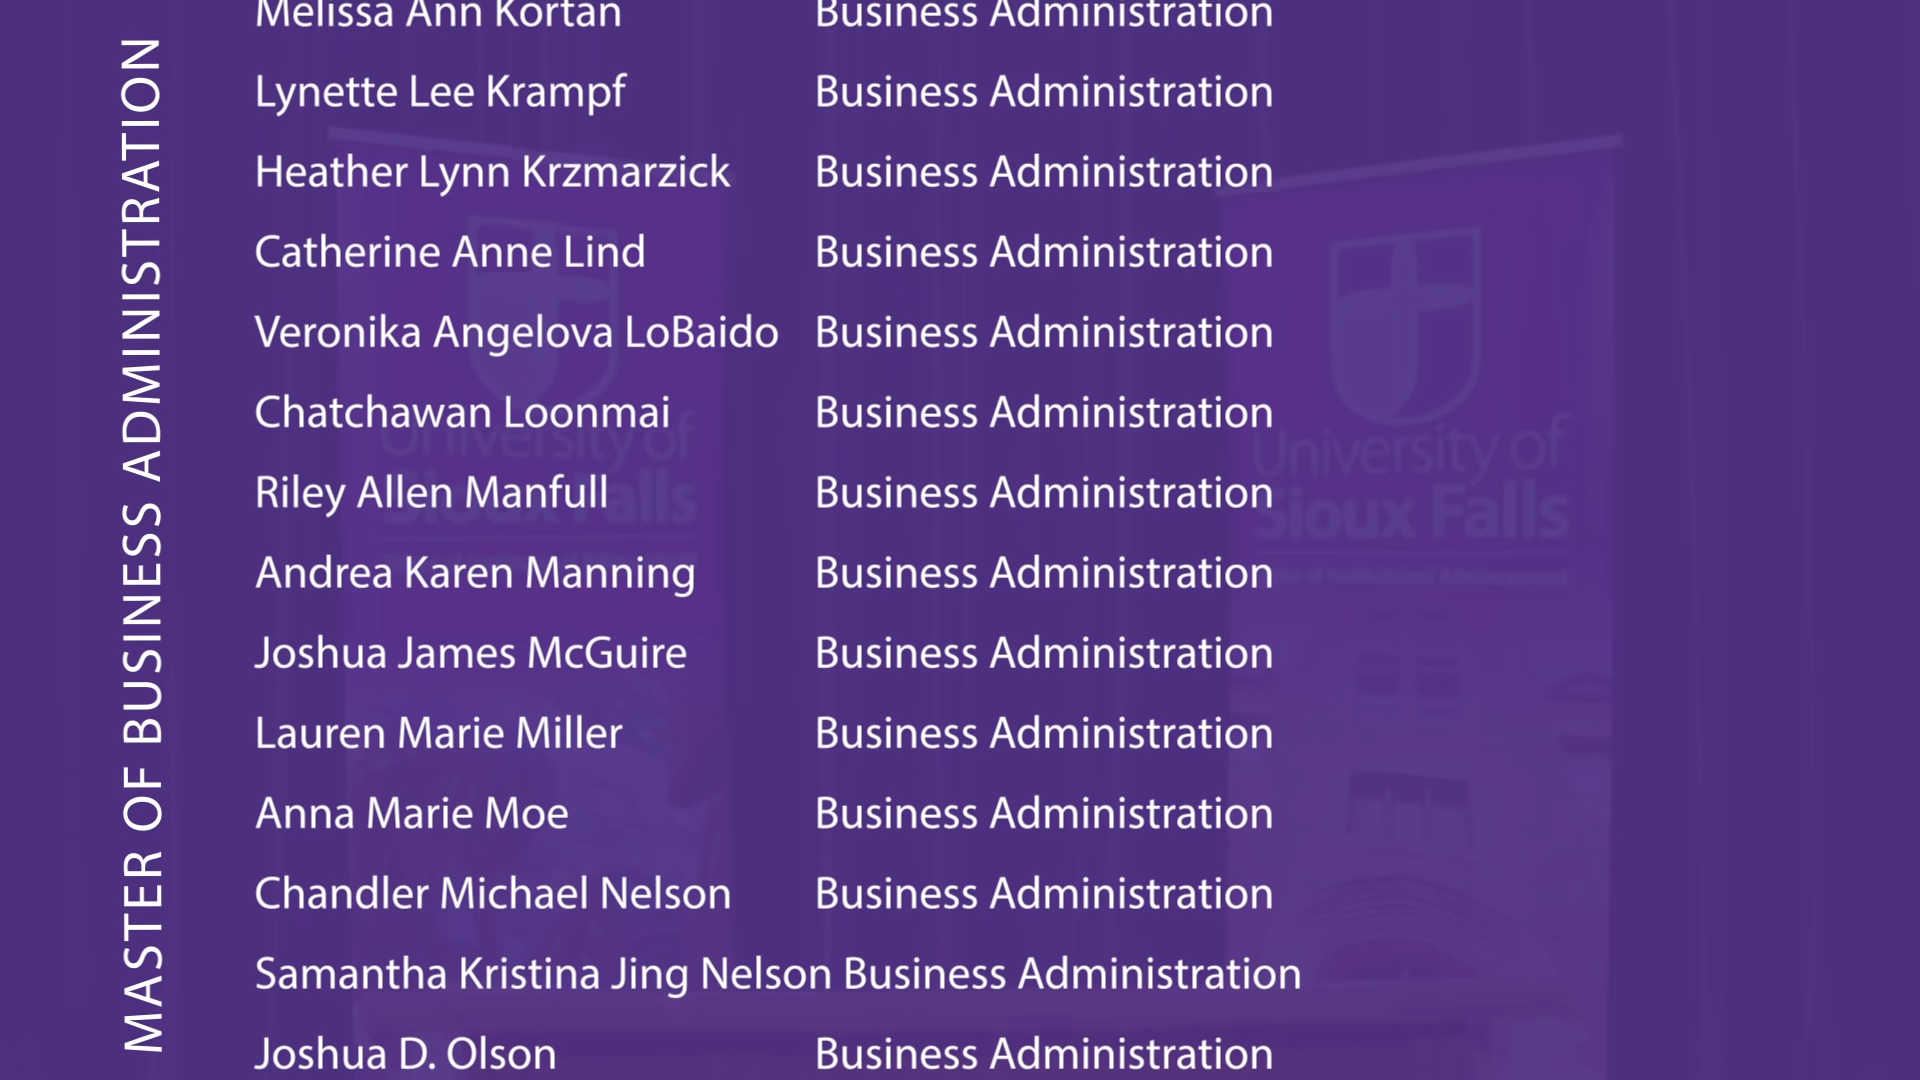 MASTER OF BUSINESS ADMINISTRATION
Melissa Ann Kortan Business Administration
Lynette Lee Krampf Business Administration
Heather Lynn Krzmarzick Business Administration
Catherine Anne Lind Business Administration
Veronika Angelova LoBaido Business Administration
Chatchawan Loonmai Business Administration
Riley Allen Manfull Business Administration
Andrea Karen Manning Business Administration
Joshua James McGuire Business Administration
Lauren Marie Miller Business Administration
Anna Marie Moe Business Administration
Chandler Michael Nelson Business Administration
Samantha Kristina Jing Nelson Business Administration
Joshua D. Olson Business Administration
University of
Sioux Falls
University of
Sioux Falls